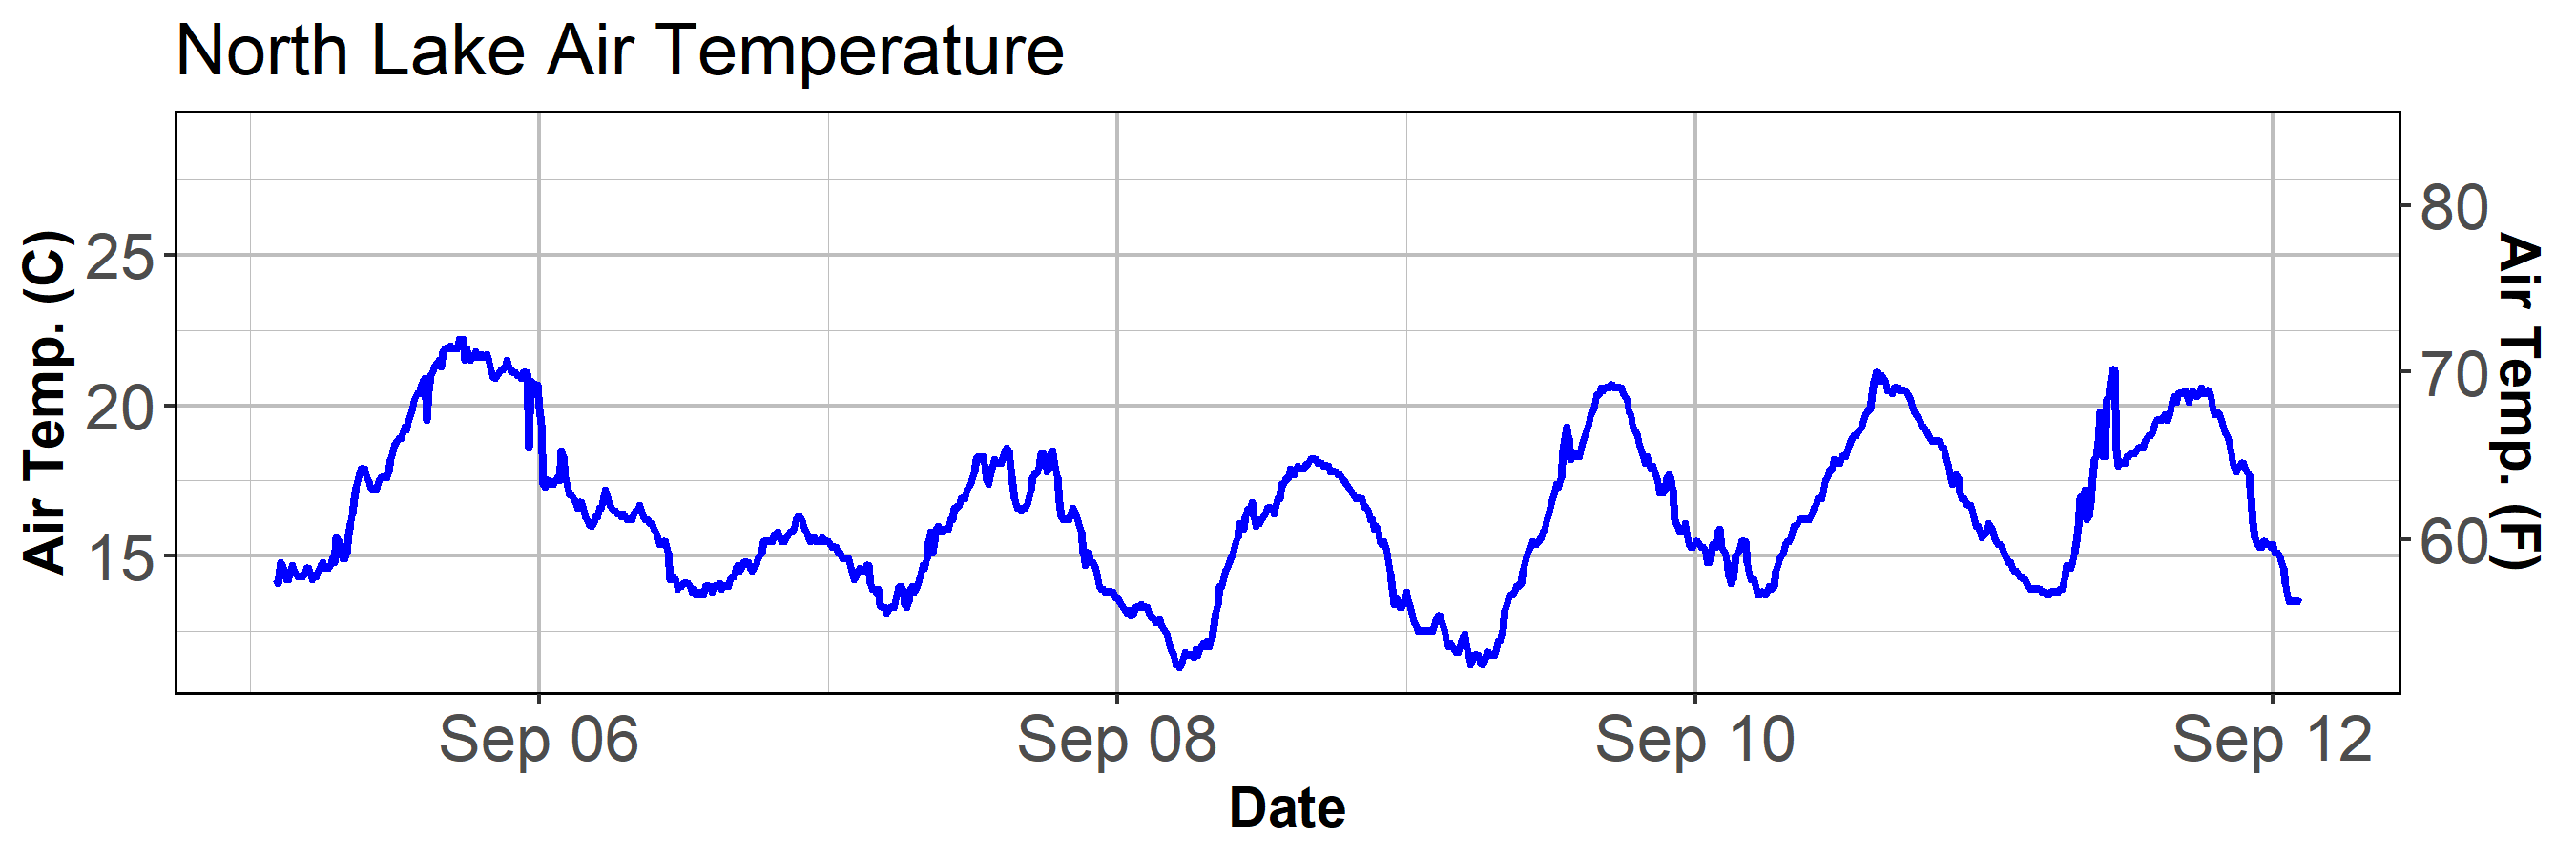 North Lake Air Temperature
Air Temp. (C)
25
20
15
80
70
60
Air Temp. (F)
Sep 06 Sep 08 Sep 10 Sep 12
Date